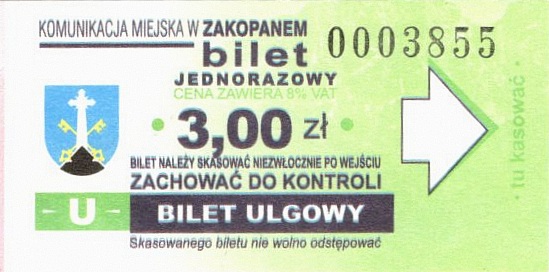 KOMUNIKACJA MIEJSKA W ZAKOPANEM
bilet 0003855
JEDNORAZOWY
CENA ZAWIERA 8% VAT
• 3,00 zł •
BILET NALEŻY SKASOWAĆ NIEZWŁOCZNIE PO WEJŚCIU
ZACHOWAĆ DO KONTROLI
- U - BILET ULGOWY
Skasowanego biletu nie wolno odstępować
• tu kasować •